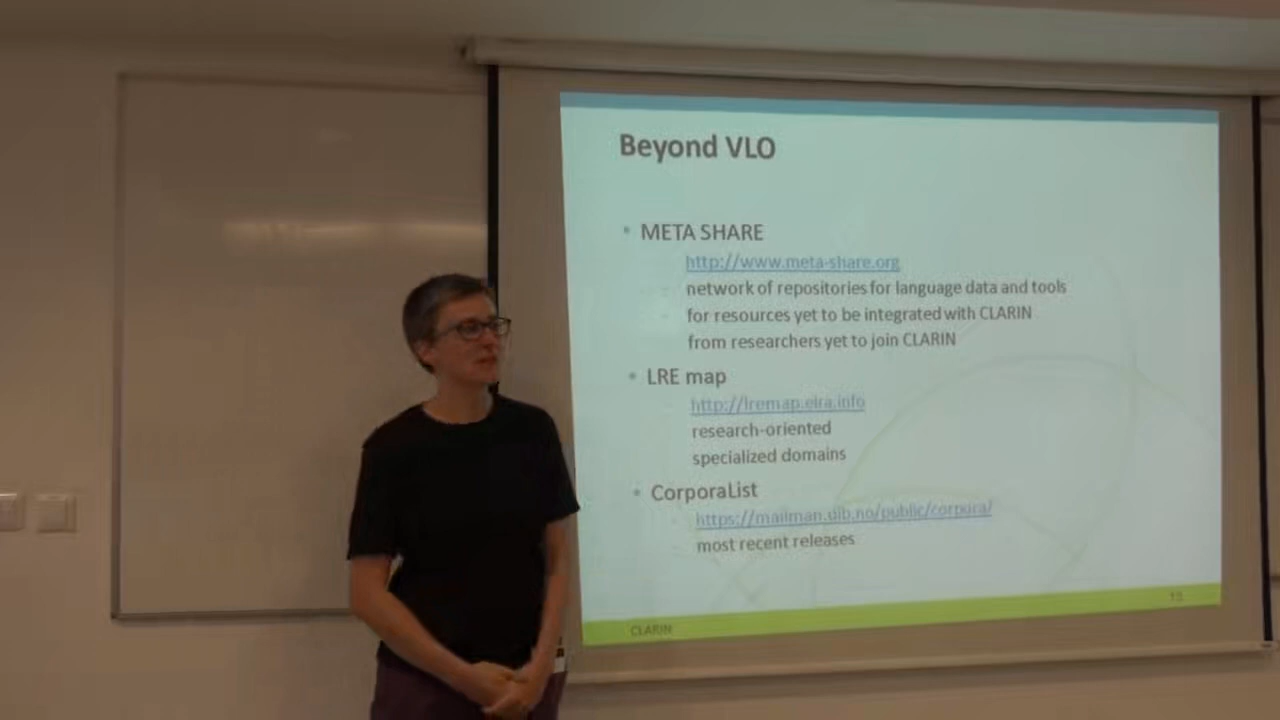 Beyond VLO
• META SHARE
http://www.meta-share.org
network of repositories for language data and tools
for resources yet to be integrated with CLARIN
from researchers yet to join CLARIN
• LRE map
http://lremap.elra.info
research-oriented
specialized domains
• CorporaList
https://mailman.uib.no/public/corpora/
most recent releases
CLARIN